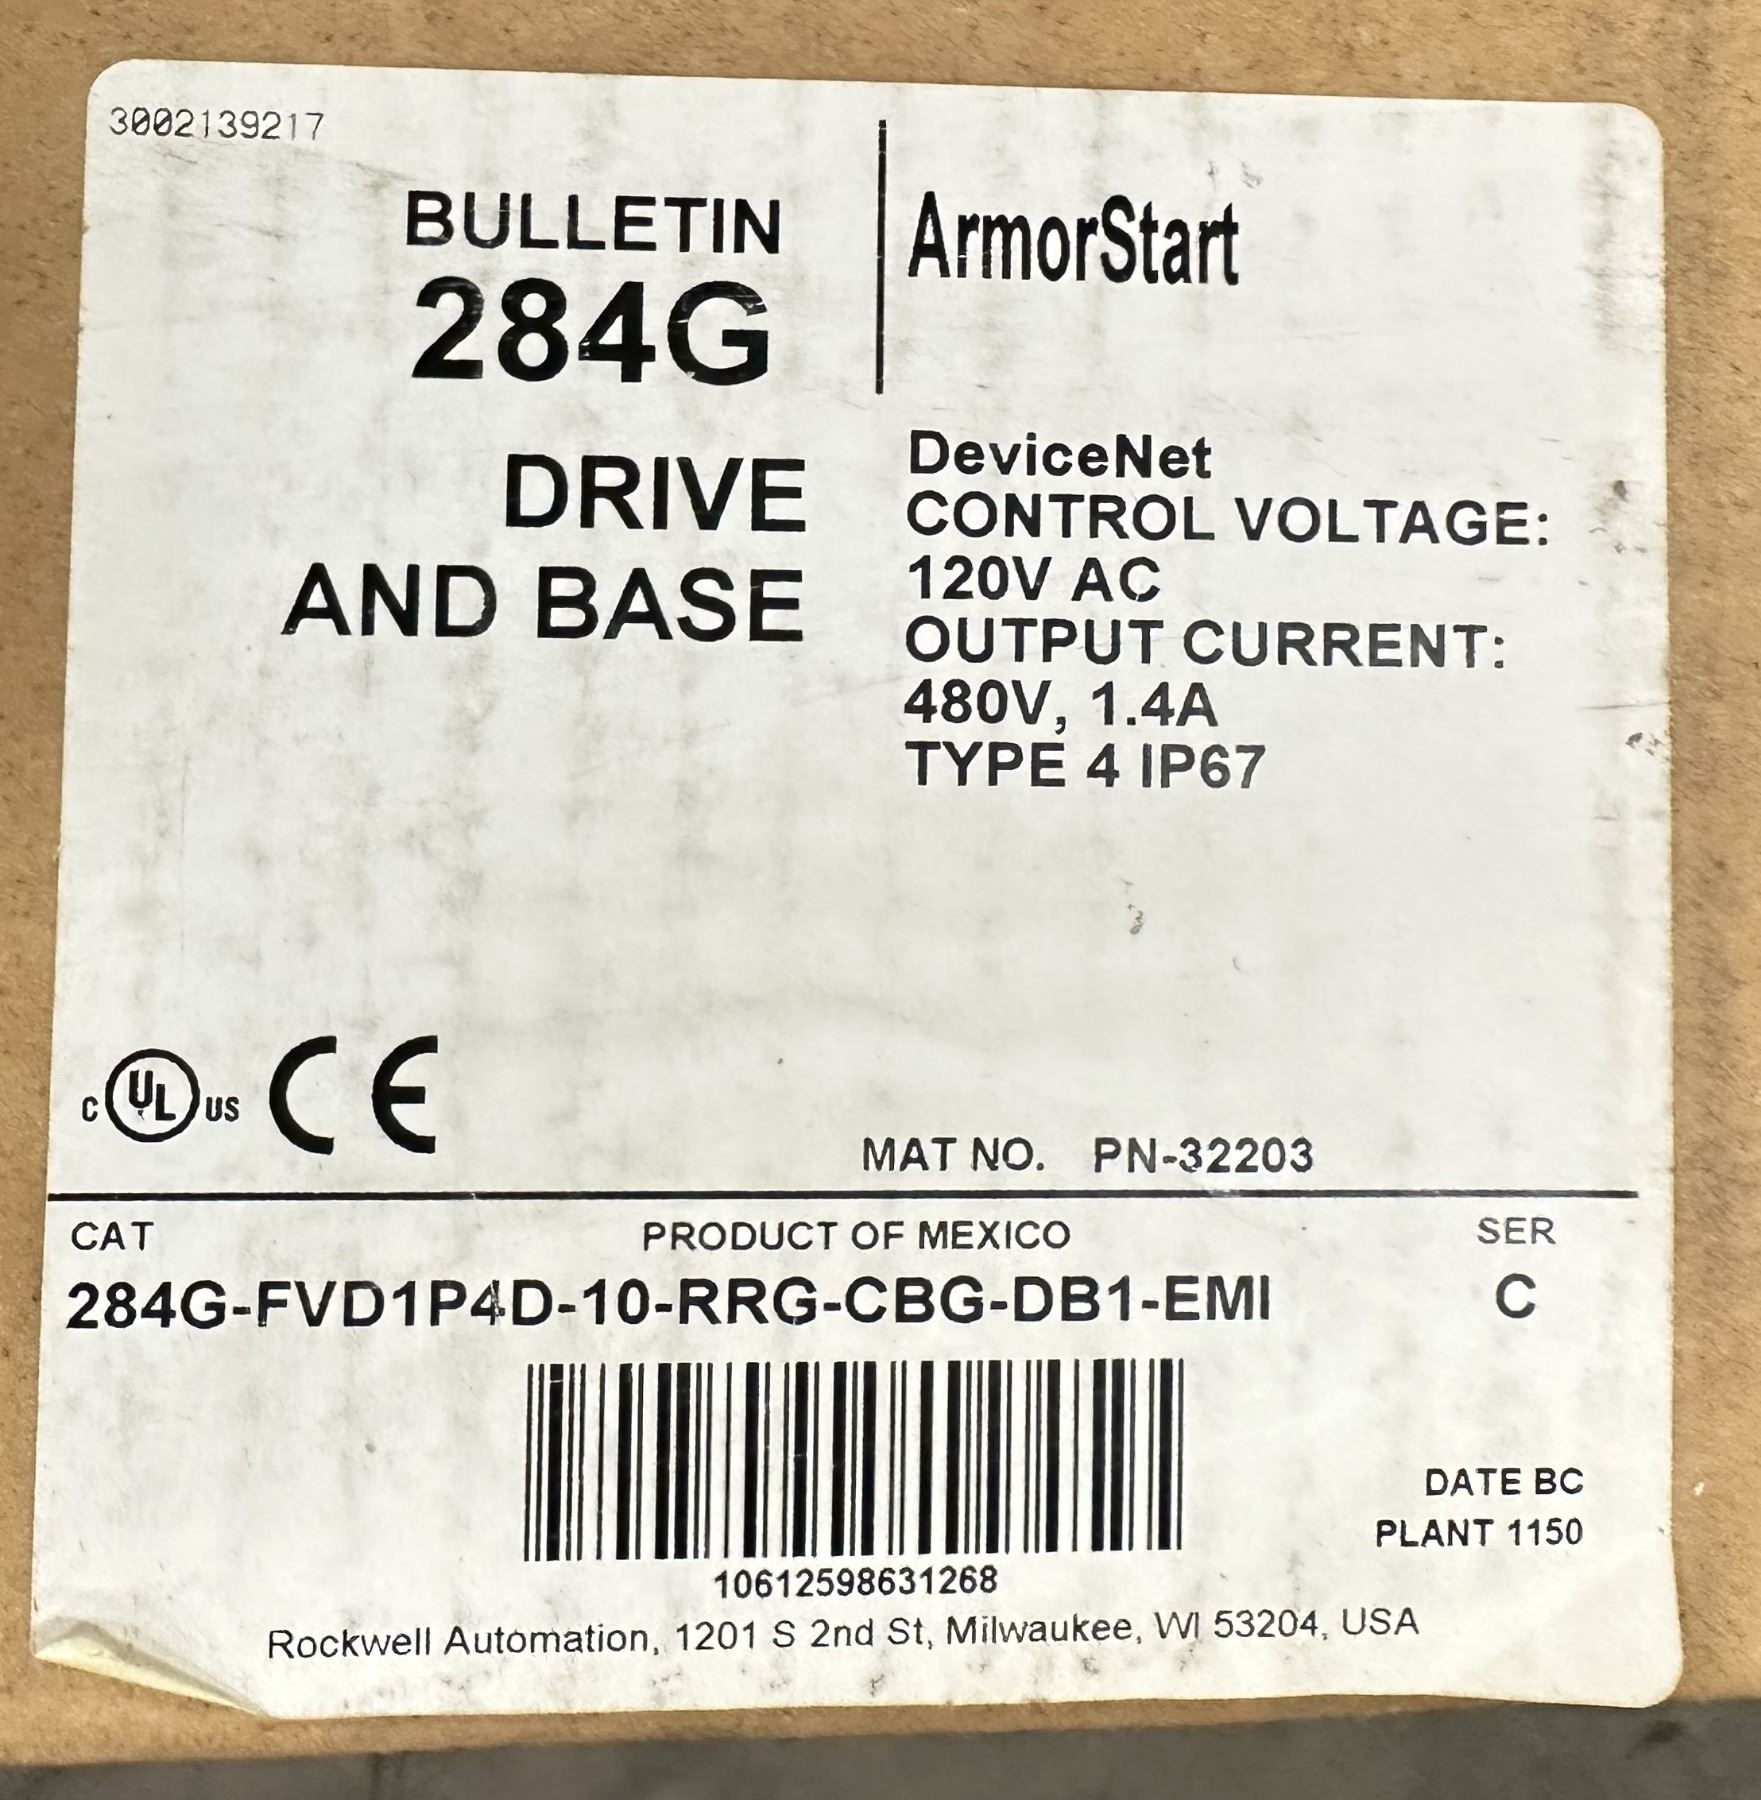 3002139217
BULLETIN
284G
DRIVE
AND BASE
ArmorStart
DeviceNet
CONTROL VOLTAGE:
120V AC
OUTPUT CURRENT:
480V, 1.4A
TYPE 4 IP67
C UL US CE
MAT NO. PN-32203
CAT PRODUCT OF MEXICO SER
284G-FVD1P4D-10-RRG-CBG-DB1-EMI C
DATE BC
PLANT 1150
10612598631268
Rockwell Automation, 1201 S 2nd St, Milwaukee, WI 53204, USA